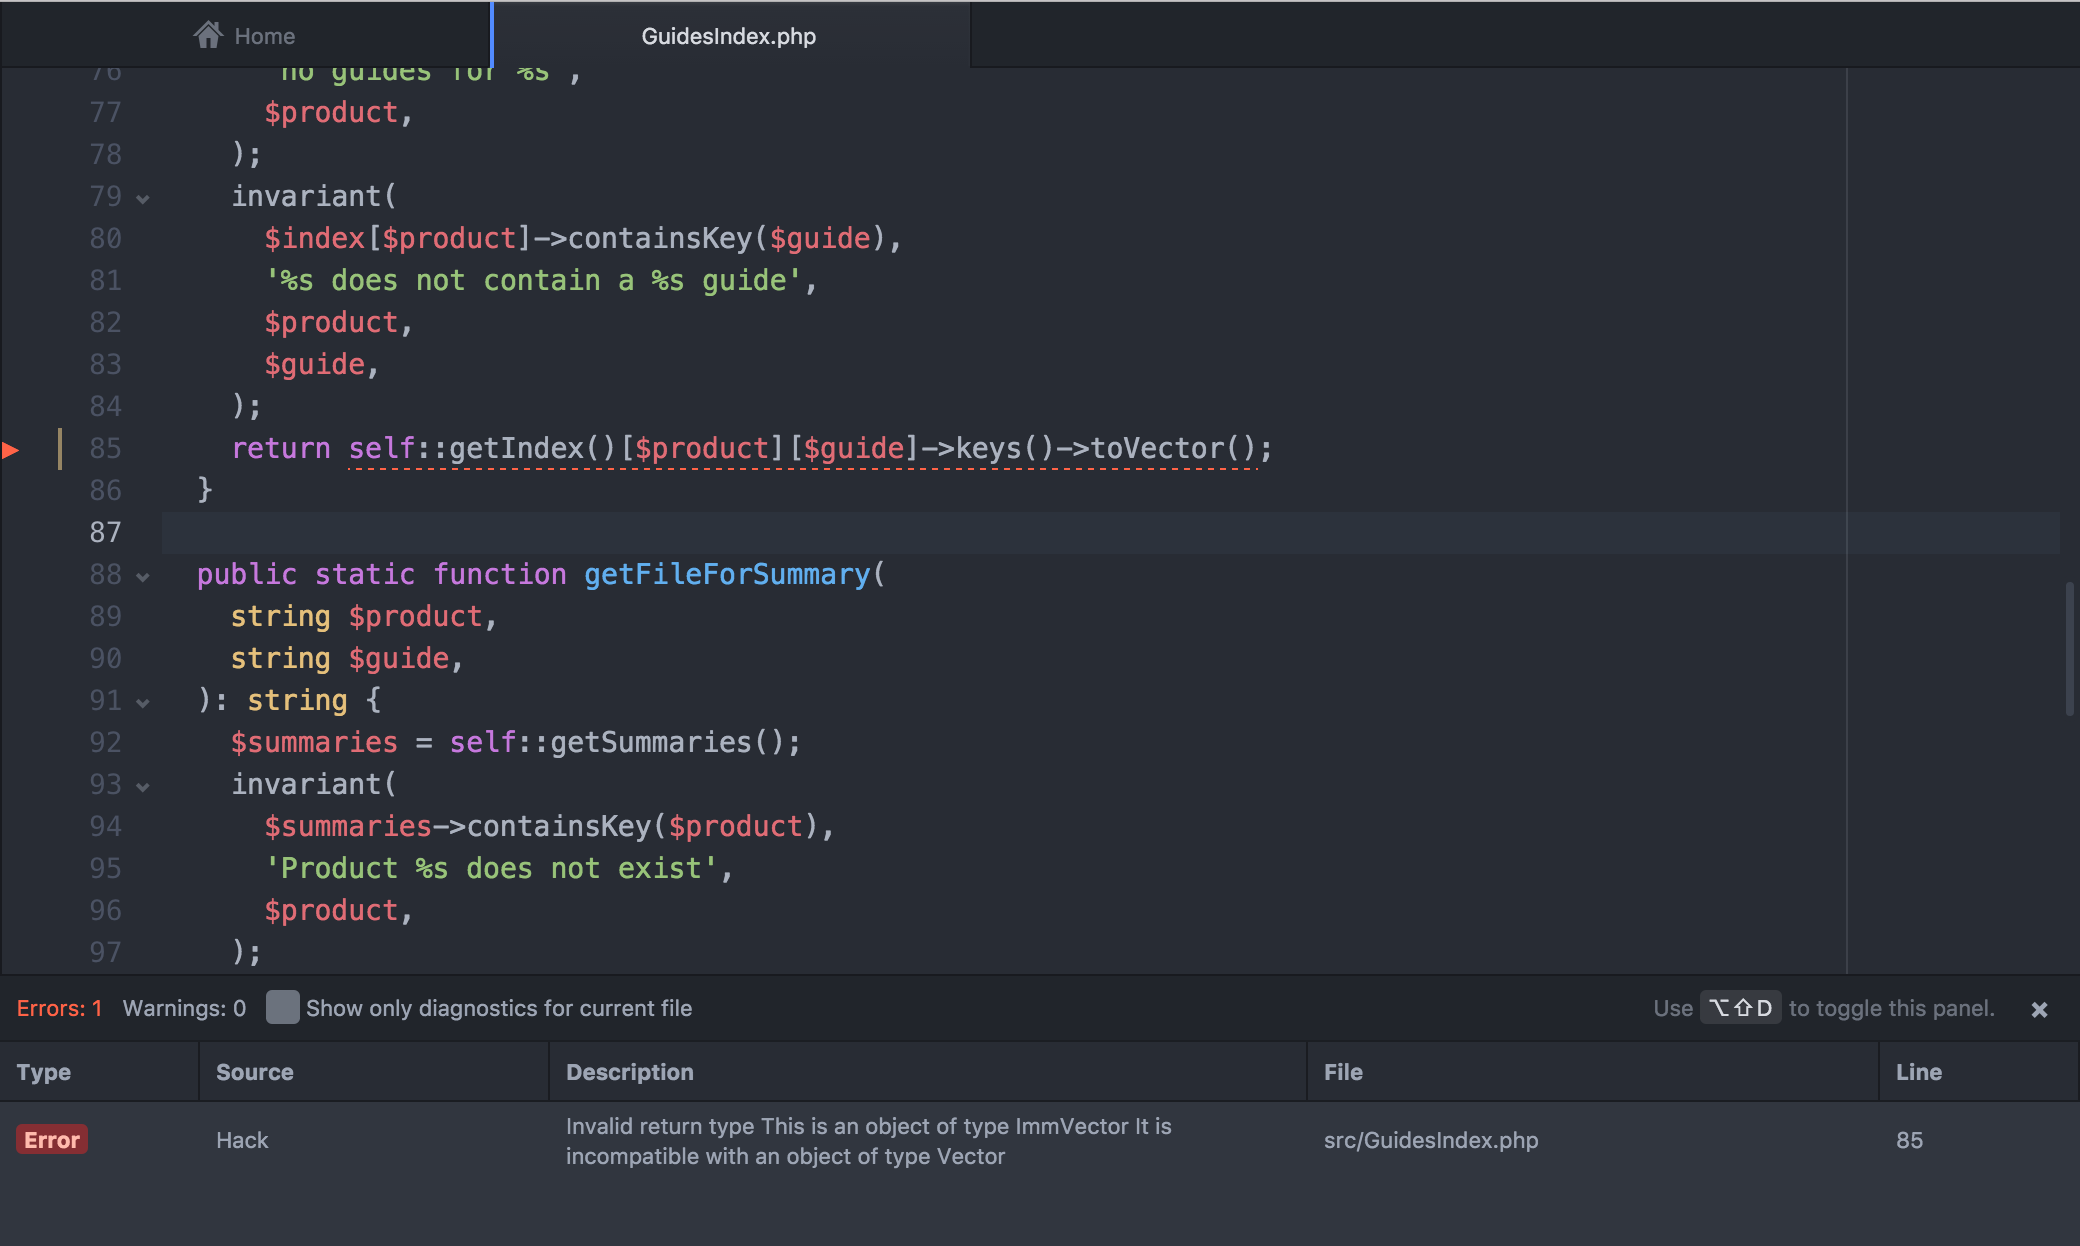 Home
GuidesIndex.php
76 no guides for %s ,
77 $product,
78 );
79 invariant(
80 $index[$product]->containsKey($guide),
81 '%s does not contain a %s guide',
82 $product,
83 $guide,
84 );
85 return self::getIndex()[$product][$guide]->keys()->toVector();
86 }
87
88 public static function getFileForSummary(
89 string $product,
90 string $guide,
91 ): string {
92 $summaries = self::getSummaries();
93 invariant(
94 $summaries->containsKey($product),
95 'Product %s does not exist',
96 $product,
97 );
Errors: 1 Warnings: 0 Show only diagnostics for current file Use ⌥⇧D to toggle this panel. ×
Type Source Description File Line
Error Hack Invalid return type This is an object of type ImmVector It is src/GuidesIndex.php 85
incompatible with an object of type Vector